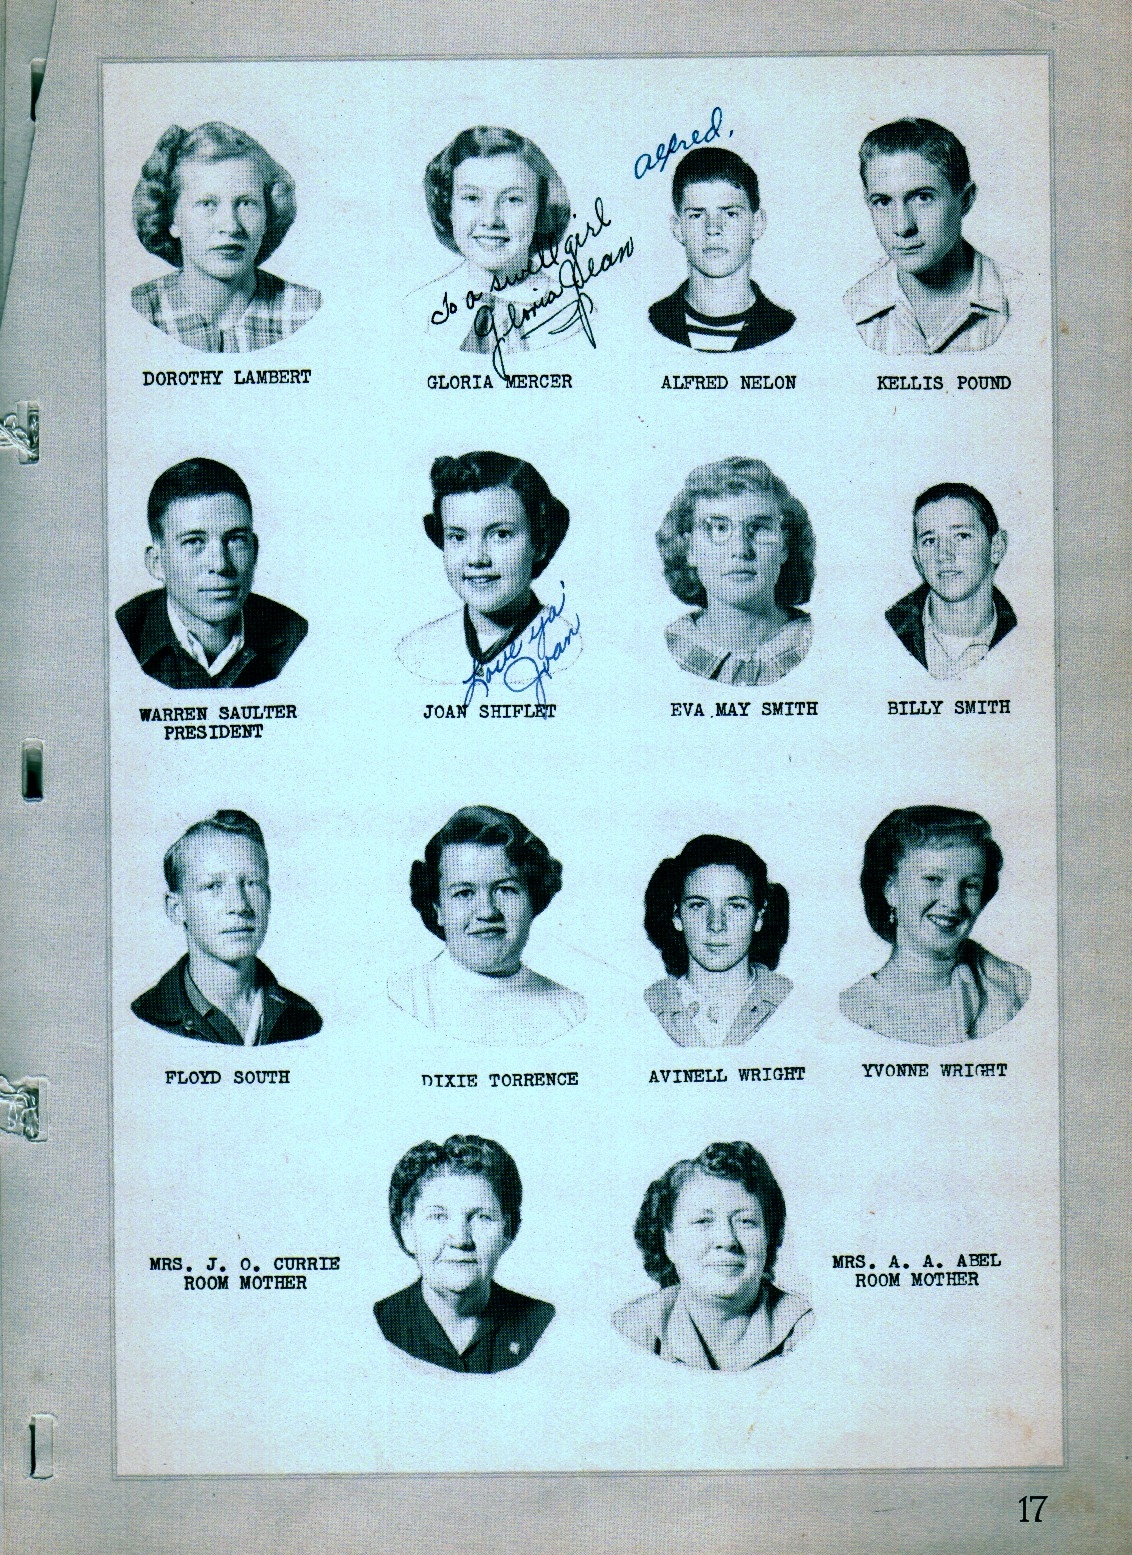 alfred.
To a swell girl
Gloria Jean
DOROTHY LAMBERT
GLORIA MERCER
ALFRED NELON
KELLIS POUND
Love ya'
Joan
WARREN SAULTER
PRESIDENT
JOAN SHIFLET
EVA MAY SMITH
BILLY SMITH
FLOYD SOUTH
DIXIE TORRENCE
AVINELL WRIGHT
YVONNE WRIGHT
MRS. J. O. CURRIE
ROOM MOTHER
MRS. A. A. ABEL
ROOM MOTHER
17